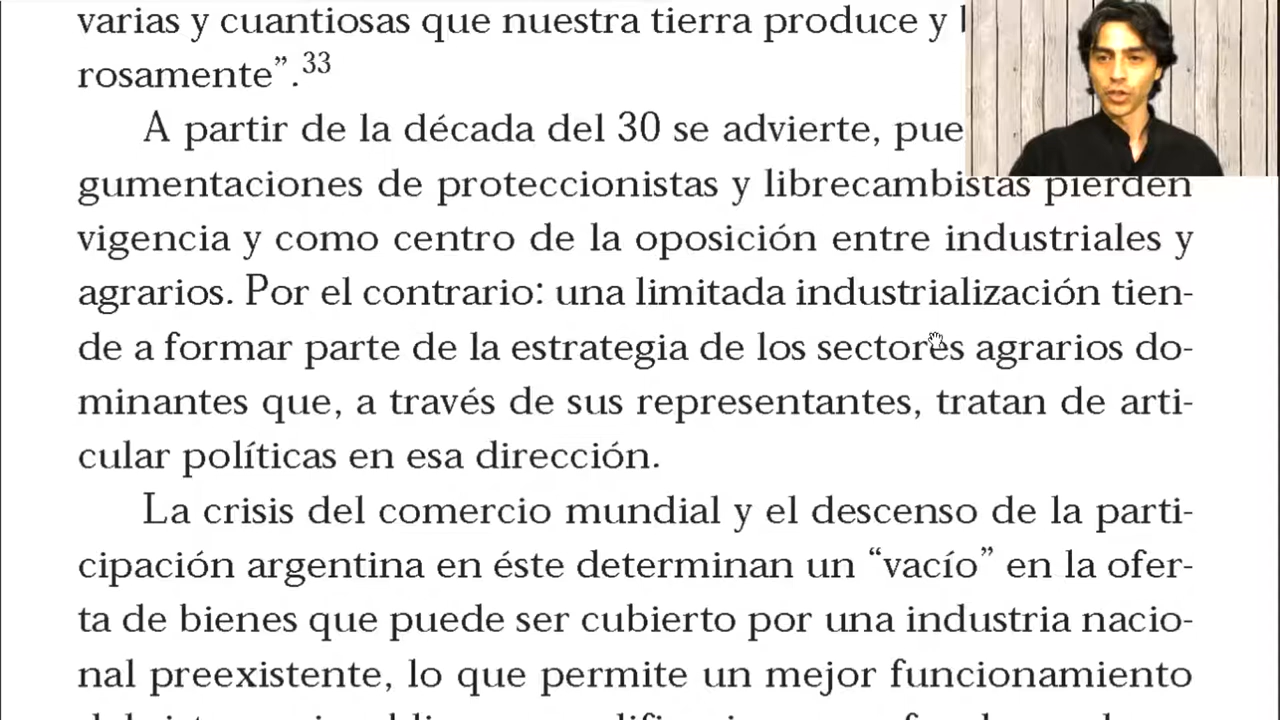 varias y cuantiosas que nuestra tierra produce y
rosamente”.33
A partir de la década del 30 se advierte,
gumentaciones de proteccionistas y librecambistas pierden
vigencia y como centro de la oposición entre industriales y
agrarios. Por el contrario: una limitada industrialización tien-
de a formar parte de la estrategia de los sectores agrarios do-
minantes que, a través de sus representantes, tratan de arti-
cular políticas en esa dirección.
La crisis del comercio mundial y el descenso de la parti-
cipación argentina en éste determinan un “vacío” en la ofer-
ta de bienes que puede ser cubierto por una industria nacio-
nal preexistente, lo que permite un mejor funcionamiento